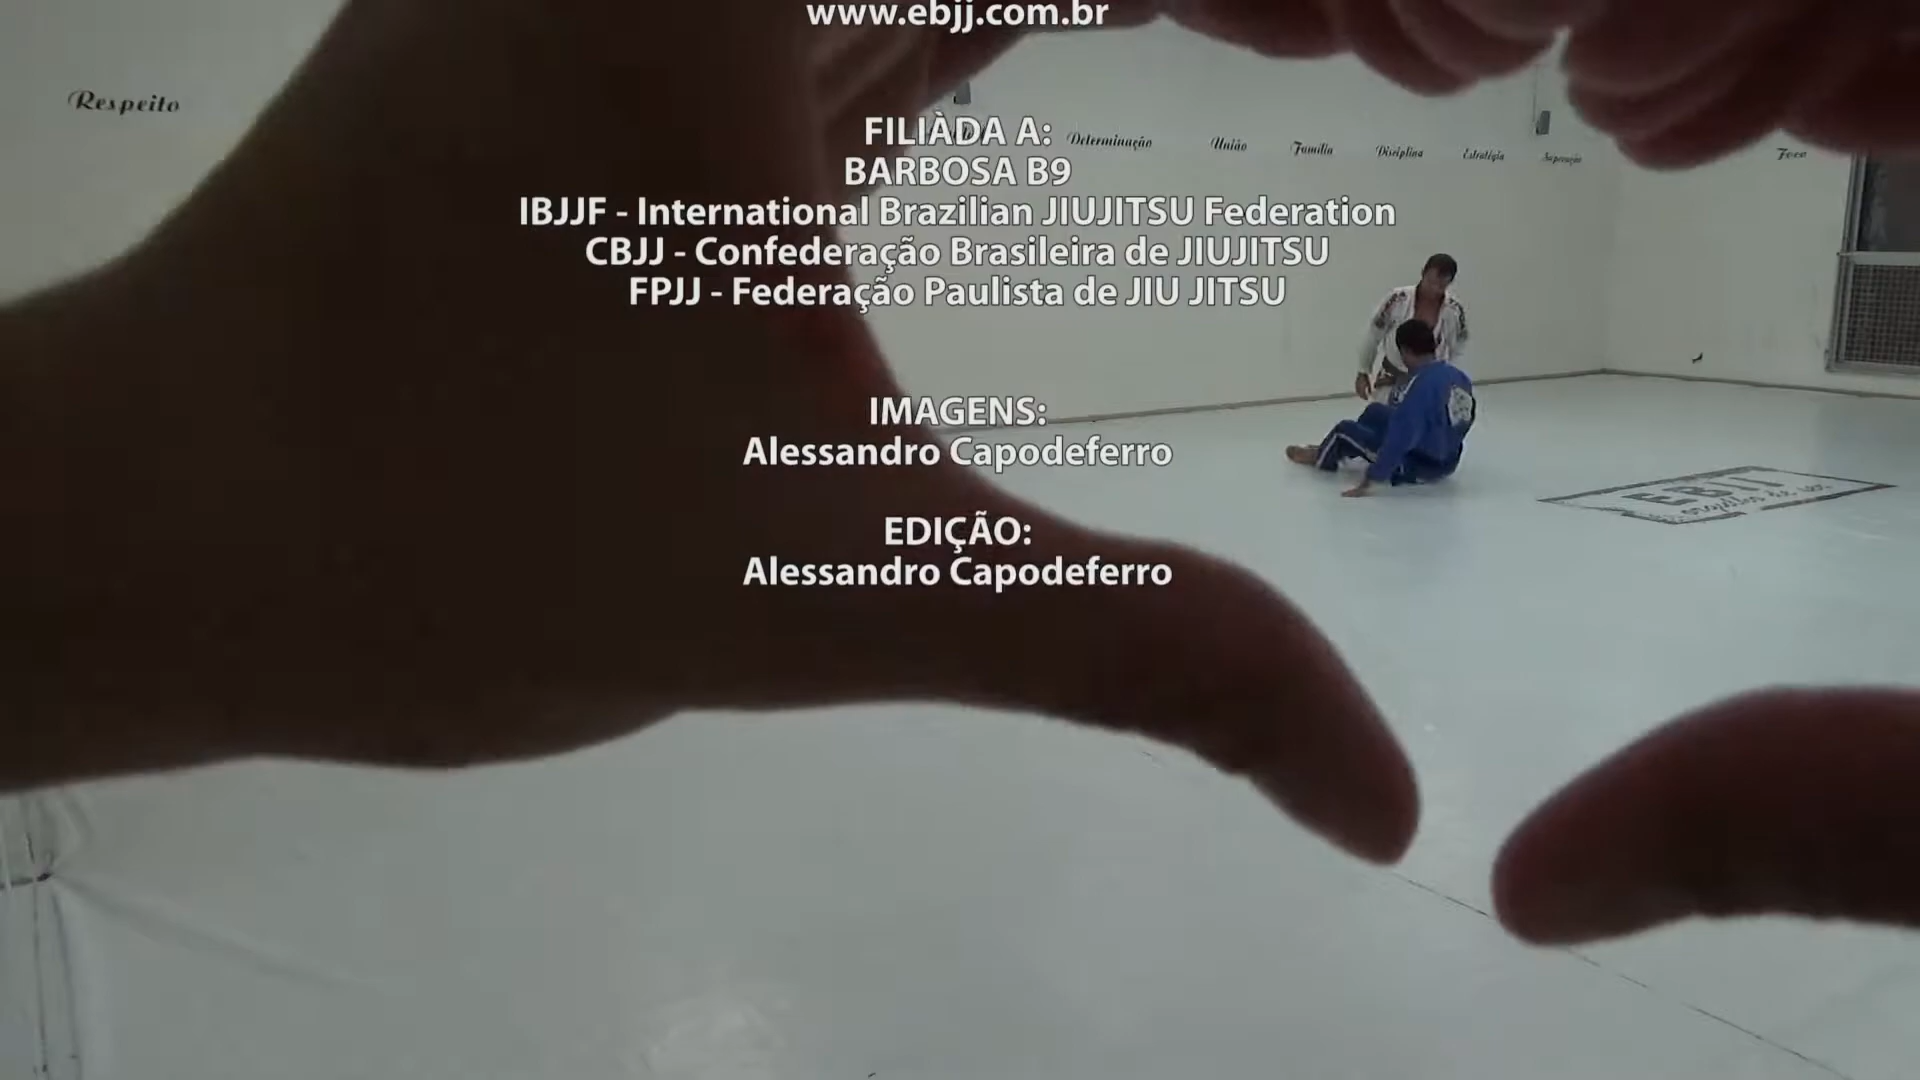 www.ebjj.com.br
Respeito
FILIÀDA A:
Determinação
União
Família
Disciplina
Estratégia
Superação
Foco
BARBOSA B9
IBJJF - International Brazilian JIUJITSU Federation
CBJJ - Confederação Brasileira de JIUJITSU
FPJJ - Federação Paulista de JIU JITSU
IMAGENS:
Alessandro Capodeferro
EBJJ
EDIÇÃO:
Alessandro Capodeferro